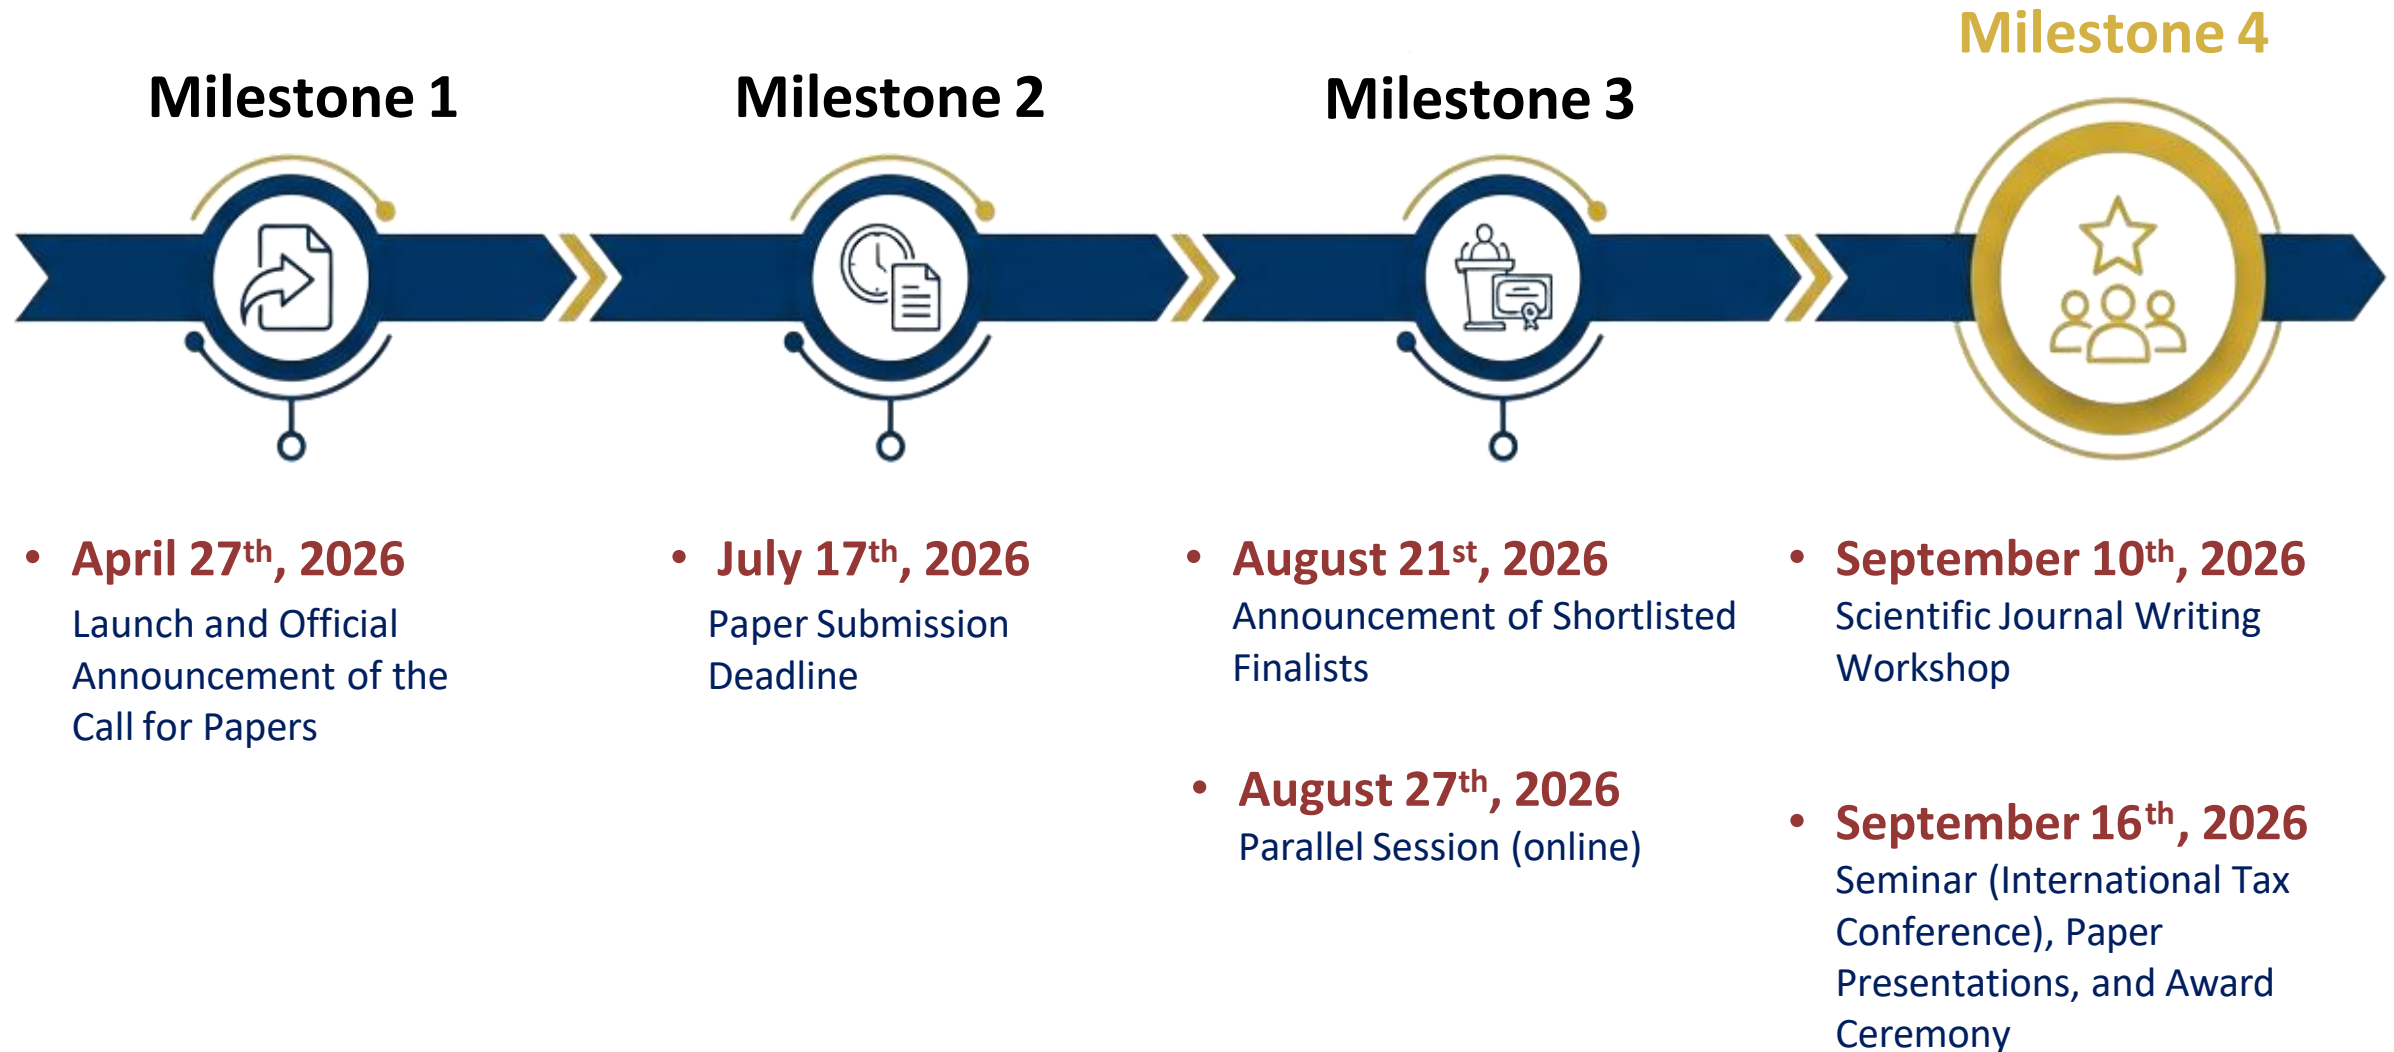 Milestone 1
Milestone 2
Milestone 3
Milestone 4
• April 27th, 2026
Launch and Official
Announcement of the
Call for Papers
• July 17th, 2026
Paper Submission
Deadline
• August 21st, 2026
Announcement of Shortlisted
Finalists
• August 27th, 2026
Parallel Session (online)
• September 10th, 2026
Scientific Journal Writing
Workshop
• September 16th, 2026
Seminar (International Tax
Conference), Paper
Presentations, and Award
Ceremony